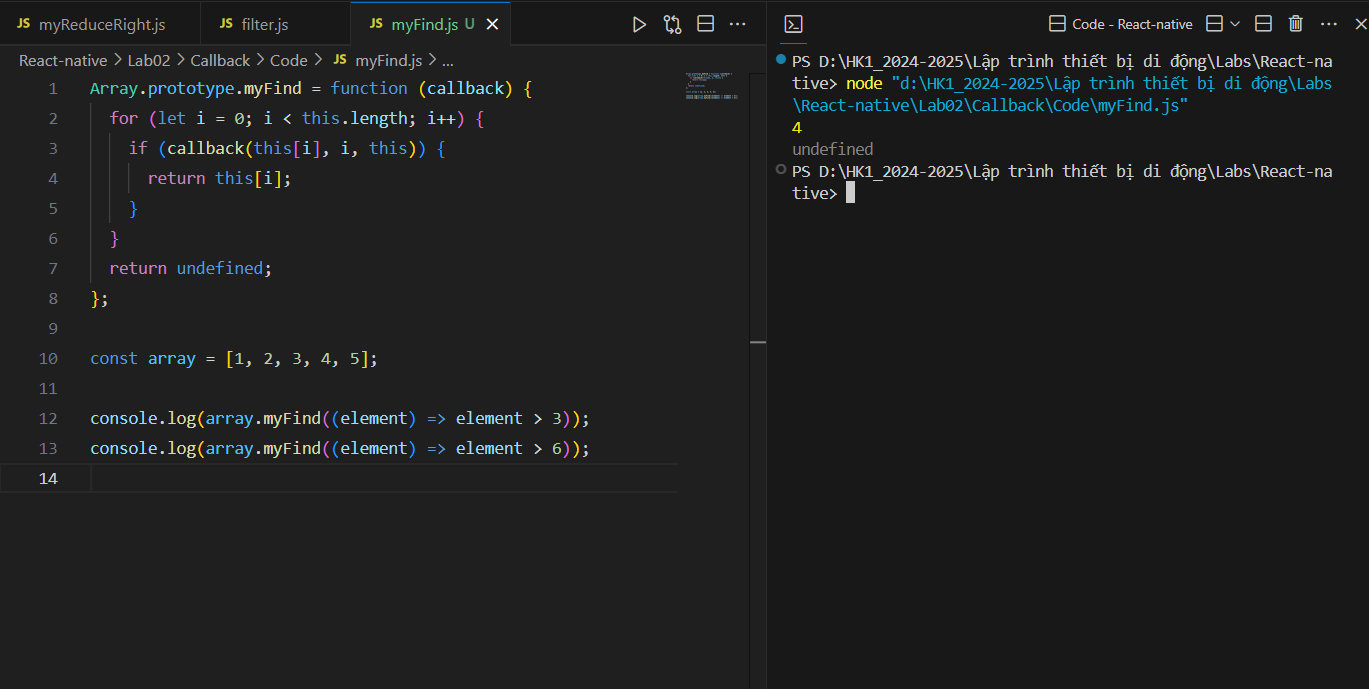 JS myReduceRight.js JS filter.js JS myFind.js U
React-native > Lab02 > Callback > Code > JS myFind.js > ...
1 Array.prototype.myFind = function (callback) {
2 for (let i = 0; i < this.length; i++) {
3 if (callback(this[i], i, this)) {
4 return this[i];
5 }
6 }
7 return undefined;
8 };
9
10 const array = [1, 2, 3, 4, 5];
11
12 console.log(array.myFind((element) => element > 3));
13 console.log(array.myFind((element) => element > 6));
14
Code - React-native
PS D:\HK1_2024-2025\Lập trình thiết bị di động\Labs\React-na
tive> node "d:\HK1_2024-2025\Lập trình thiết bị di động\Labs
\React-native\Lab02\Callback\Code\myFind.js"
4
undefined
PS D:\HK1_2024-2025\Lập trình thiết bị di động\Labs\React-na
tive>